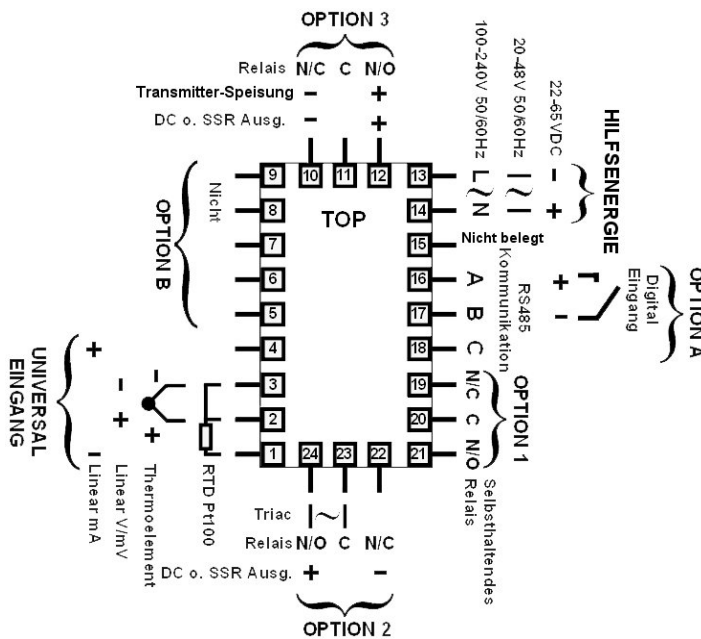 OPTION 3
Relais N/C C N/O
Transmitter-Speisung - +
DC o. SSR Ausg. - +
100-240V 50/60Hz
L ~ N
20-48V 50/60Hz
22-65VDC
- +
HILFSENERGIE
9 10 11 12 13
8 14
7 15
6 16
5 17
4 18
3 19
2 20
1 24 23 22 21
TOP
Nicht
OPTION B
Nicht belegt
RS485
Kommunikation
A
B
C
+ -
Digital
Eingang
OPTION A
N/C
C
N/O
OPTION 1
Selbsthaltendes
Relais
UNIVERSAL
EINGANG
+ - Linear mA
- + Linear V/mV
- + Thermoelement
RTD Pt100
Triac ~
Relais N/O C N/C
DC o. SSR Ausg. + -
OPTION 2